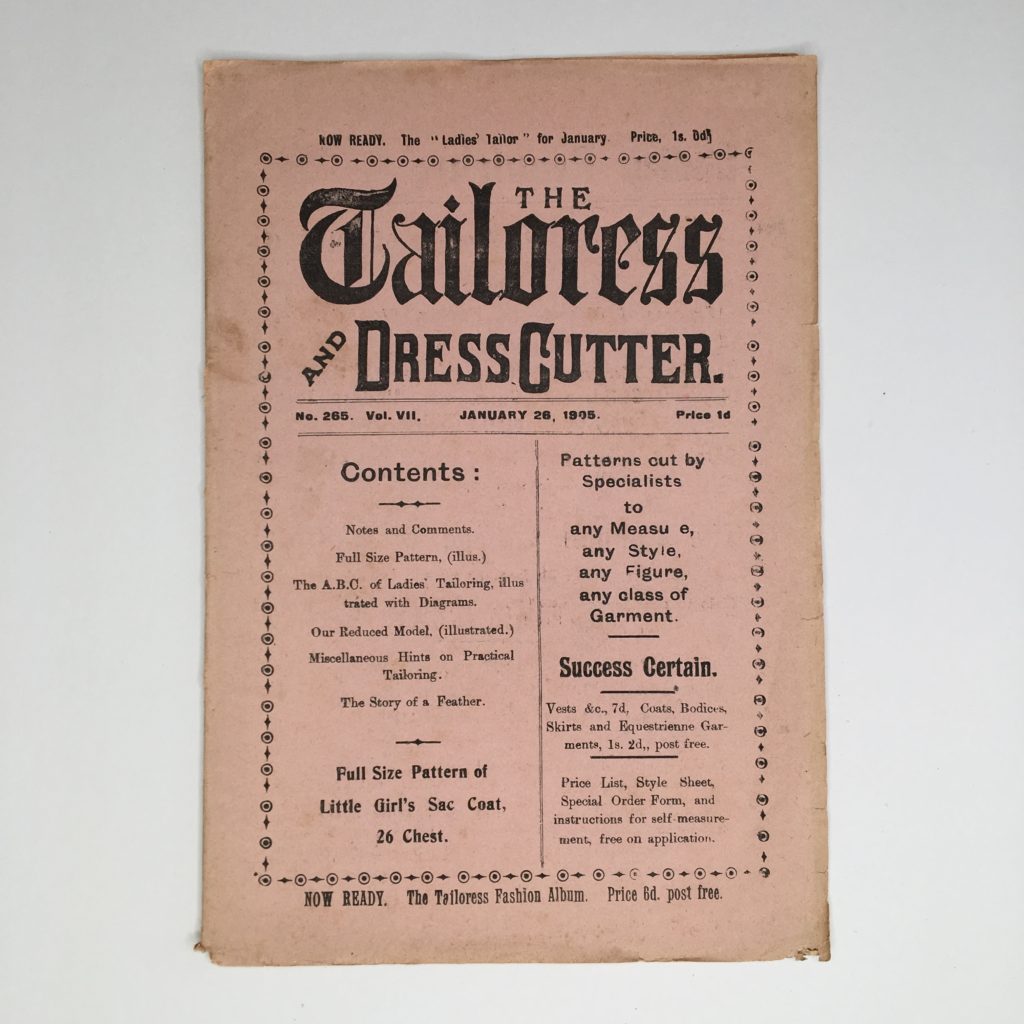 NOW READY. The "Ladies' Tailor" for January. Price, 1s. 6d
THE
Tailoress
AND DRESS CUTTER.
No. 265. Vol. VII. JANUARY 26, 1905. Price 1d
Contents :
Notes and Comments.
Full Size Pattern, (illus.)
The A.B.C. of Ladies' Tailoring, illus
trated with Diagrams.
Our Reduced Model, (illustrated.)
Miscellaneous Hints on Practical
Tailoring.
The Story of a Feather.
Full Size Pattern of
Little Girl's Sac Coat,
26 Chest.
Patterns cut by
Specialists
to
any Measu e,
any Style,
any Figure,
any class of
Garment.
Success Certain.
Vests &c., 7d, Coats, Bodices,
Skirts and Equestrienne Gar-
ments, 1s. 2d,, post free.
Price List, Style Sheet,
Special Order Form, and
instructions for self-measure-
ment, free on application.
NOW READY. The Tailoress Fashion Album. Price 6d. post free.